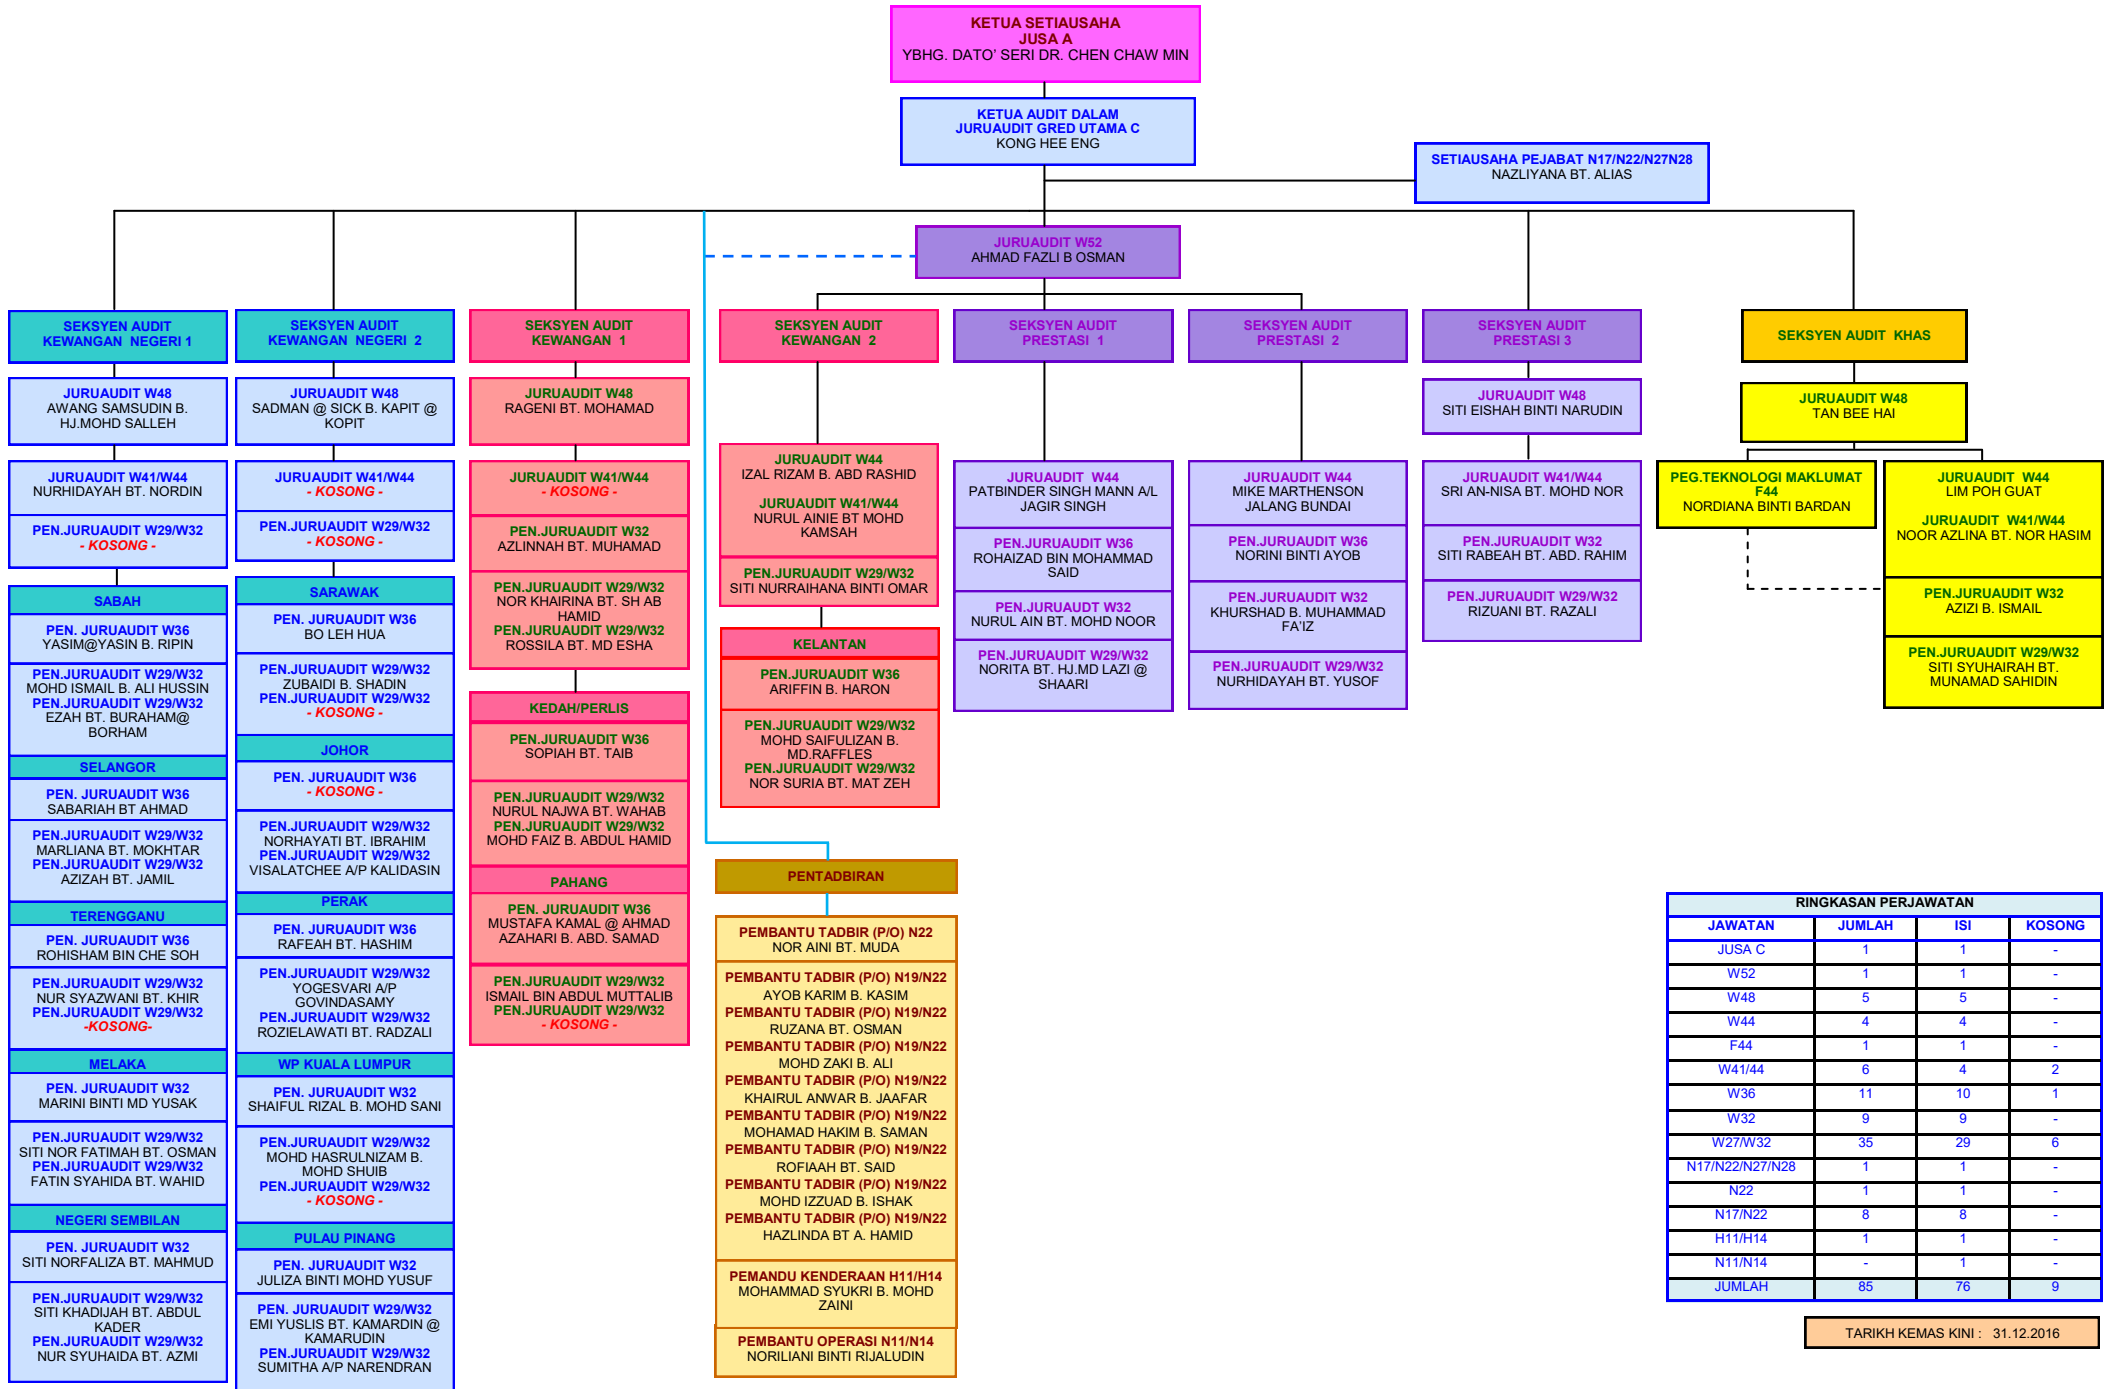 KETUA SETIAUSAHA
JUSA A
YBHG. DATO' SERI DR. CHEN CHAW MIN
KETUA AUDIT DALAM
JURUAUDIT GRED UTAMA C
KONG HEE ENG
SETIAUSAHA PEJABAT N17/N22/N27N28
NAZLIYANA BT. ALIAS
JURUAUDIT W52
AHMAD FAZLI B OSMAN
SEKSYEN AUDIT
KEWANGAN NEGERI 1
JURUAUDIT W48
AWANG SAMSUDIN B.
HJ.MOHD SALLEH
JURUAUDIT W41/W44
NURHIDAYAH BT. NORDIN
PEN.JURUAUDIT W29/W32
- KOSONG -
SABAH
PEN. JURUAUDIT W36
YASIM@YASIN B. RIPIN
PEN.JURUAUDIT W29/W32
MOHD ISMAIL B. ALI HUSSIN
PEN.JURUAUDIT W29/W32
EZAH BT. BURAHAM@
BORHAM
SELANGOR
PEN. JURUAUDIT W36
SABARIAH BT AHMAD
PEN.JURUAUDIT W29/W32
MARLIANA BT. MOKHTAR
PEN.JURUAUDIT W29/W32
AZIZAH BT. JAMIL
TERENGGANU
PEN. JURUAUDIT W36
ROHISHAM BIN CHE SOH
PEN.JURUAUDIT W29/W32
NUR SYAZWANI BT. KHIR
PEN.JURUAUDIT W29/W32
-KOSONG-
MELAKA
PEN. JURUAUDIT W32
MARINI BINTI MD YUSAK
PEN.JURUAUDIT W29/W32
SITI NOR FATIMAH BT. OSMAN
PEN.JURUAUDIT W29/W32
FATIN SYAHIDA BT. WAHID
NEGERI SEMBILAN
PEN. JURUAUDIT W32
SITI NORFALIZA BT. MAHMUD
PEN.JURUAUDIT W29/W32
SITI KHADIJAH BT. ABDUL
KADER
PEN.JURUAUDIT W29/W32
NUR SYUHAIDA BT. AZMI
SEKSYEN AUDIT
KEWANGAN NEGERI 2
JURUAUDIT W48
SADMAN @ SICK B. KAPIT @
KOPIT
JURUAUDIT W41/W44
- KOSONG -
PEN.JURUAUDIT W29/W32
- KOSONG -
SARAWAK
PEN. JURUAUDIT W36
BO LEH HUA
PEN.JURUAUDIT W29/W32
ZUBAIDI B. SHADIN
PEN.JURUAUDIT W29/W32
- KOSONG -
JOHOR
PEN. JURUAUDIT W36
- KOSONG -
PEN.JURUAUDIT W29/W32
NORHAYATI BT. IBRAHIM
PEN.JURUAUDIT W29/W32
VISALATCHEE A/P KALIDASIN
PERAK
PEN. JURUAUDIT W36
RAFEAH BT. HASHIM
PEN.JURUAUDIT W29/W32
YOGESVARI A/P
GOVINDASAMY
PEN.JURUAUDIT W29/W32
ROZIELAWATI BT. RADZALI
WP KUALA LUMPUR
PEN. JURUAUDIT W32
SHAIFUL RIZAL B. MOHD SANI
PEN.JURUAUDIT W29/W32
MOHD HASRULNIZAM B.
MOHD SHUIB
PEN.JURUAUDIT W29/W32
- KOSONG -
PULAU PINANG
PEN. JURUAUDIT W32
JULIZA BINTI MOHD YUSUF
PEN. JURUAUDIT W29/W32
EMI YUSLIS BT. KAMARDIN @
KAMARUDIN
PEN.JURUAUDIT W29/W32
SUMITHA A/P NARENDRAN
SEKSYEN AUDIT
KEWANGAN 1
JURUAUDIT W48
RAGENI BT. MOHAMAD
JURUAUDIT W41/W44
- KOSONG -
PEN.JURUAUDIT W32
AZLINNAH BT. MUHAMAD
PEN.JURUAUDIT W29/W32
NOR KHAIRINA BT. SH AB
HAMID
PEN.JURUAUDIT W29/W32
ROSSILA BT. MD ESHA
KEDAH/PERLIS
PEN.JURUAUDIT W36
SOPIAH BT. TAIB
PEN.JURUAUDIT W29/W32
NURUL NAJWA BT. WAHAB
PEN.JURUAUDIT W29/W32
MOHD FAIZ B. ABDUL HAMID
PAHANG
PEN. JURUAUDIT W36
MUSTAFA KAMAL @ AHMAD
AZAHARI B. ABD. SAMAD
PEN.JURUAUDIT W29/W32
ISMAIL BIN ABDUL MUTTALIB
PEN.JURUAUDIT W29/W32
- KOSONG -
SEKSYEN AUDIT
KEWANGAN 2
JURUAUDIT W44
IZAL RIZAM B. ABD RASHID
JURUAUDIT W41/W44
NURUL AINIE BT MOHD
KAMSAH
PEN.JURUAUDIT W29/W32
SITI NURRAIHANA BINTI OMAR
KELANTAN
PEN.JURUAUDIT W36
ARIFFIN B. HARON
PEN.JURUAUDIT W29/W32
MOHD SAIFULIZAN B.
MD.RAFFLES
PEN.JURUAUDIT W29/W32
NOR SURIA BT. MAT ZEH
PENTADBIRAN
PEMBANTU TADBIR (P/O) N22
NOR AINI BT. MUDA
PEMBANTU TADBIR (P/O) N19/N22
AYOB KARIM B. KASIM
PEMBANTU TADBIR (P/O) N19/N22
RUZANA BT. OSMAN
PEMBANTU TADBIR (P/O) N19/N22
MOHD ZAKI B. ALI
PEMBANTU TADBIR (P/O) N19/N22
KHAIRUL ANWAR B. JAAFAR
PEMBANTU TADBIR (P/O) N19/N22
MOHAMAD HAKIM B. SAMAN
PEMBANTU TADBIR (P/O) N19/N22
ROFIAAH BT. SAID
PEMBANTU TADBIR (P/O) N19/N22
MOHD IZZUAD B. ISHAK
PEMBANTU TADBIR (P/O) N19/N22
HAZLINDA BT A. HAMID
PEMANDU KENDERAAN H11/H14
MOHAMMAD SYUKRI B. MOHD
ZAINI
PEMBANTU OPERASI N11/N14
NORILIANI BINTI RIJALUDIN
SEKSYEN AUDIT
PRESTASI 1
JURUAUDIT W44
PATBINDER SINGH MANN A/L
JAGIR SINGH
PEN.JURUAUDIT W36
ROHAIZAD BIN MOHAMMAD
SAID
PEN.JURUAUDT W32
NURUL AIN BT. MOHD NOOR
PEN.JURUAUDIT W29/W32
NORITA BT. HJ.MD LAZI @
SHAARI
SEKSYEN AUDIT
PRESTASI 2
JURUAUDIT W44
MIKE MARTHENSON
JALANG BUNDAI
PEN.JURUAUDIT W36
NORINI BINTI AYOB
PEN.JURUAUDIT W32
KHURSHAD B. MUHAMMAD
FA'IZ
PEN.JURUAUDIT W29/W32
NURHIDAYAH BT. YUSOF
SEKSYEN AUDIT
PRESTASI 3
JURUAUDIT W48
SITI EISHAH BINTI NARUDIN
JURUAUDIT W41/W44
SRI AN-NISA BT. MOHD NOR
PEN.JURUAUDIT W32
SITI RABEAH BT. ABD. RAHIM
PEN.JURUAUDIT W29/W32
RIZUANI BT. RAZALI
SEKSYEN AUDIT KHAS
JURUAUDIT W48
TAN BEE HAI
PEG.TEKNOLOGI MAKLUMAT
F44
NORDIANA BINTI BARDAN
JURUAUDIT W44
LIM POH GUAT
JURUAUDIT W41/W44
NOOR AZLINA BT. NOR HASIM
PEN.JURUAUDIT W32
AZIZI B. ISMAIL
PEN.JURUAUDIT W29/W32
SITI SYUHAIRAH BT.
MUNAMAD SAHIDIN
RINGKASAN PERJAWATAN
JAWATAN JUMLAH ISI KOSONG
JUSA C 1 1 -
W52 1 1 -
W48 5 5 -
W44 4 4 -
F44 1 1 -
W41/44 6 4 2
W36 11 10 1
W32 9 9 -
W27/W32 35 29 6
N17/N22/N27/N28 1 1 -
N22 1 1 -
N17/N22 8 8 -
H11/H14 1 1 -
N11/N14 - 1 -
JUMLAH 85 76 9
TARIKH KEMAS KINI : 31.12.2016